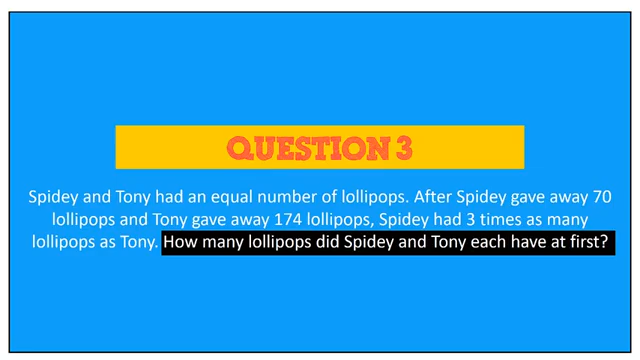 QUESTION 3
Spidey and Tony had an equal number of lollipops. After Spidey gave away 70
lollipops and Tony gave away 174 lollipops, Spidey had 3 times as many
lollipops as Tony. How many lollipops did Spidey and Tony each have at first?